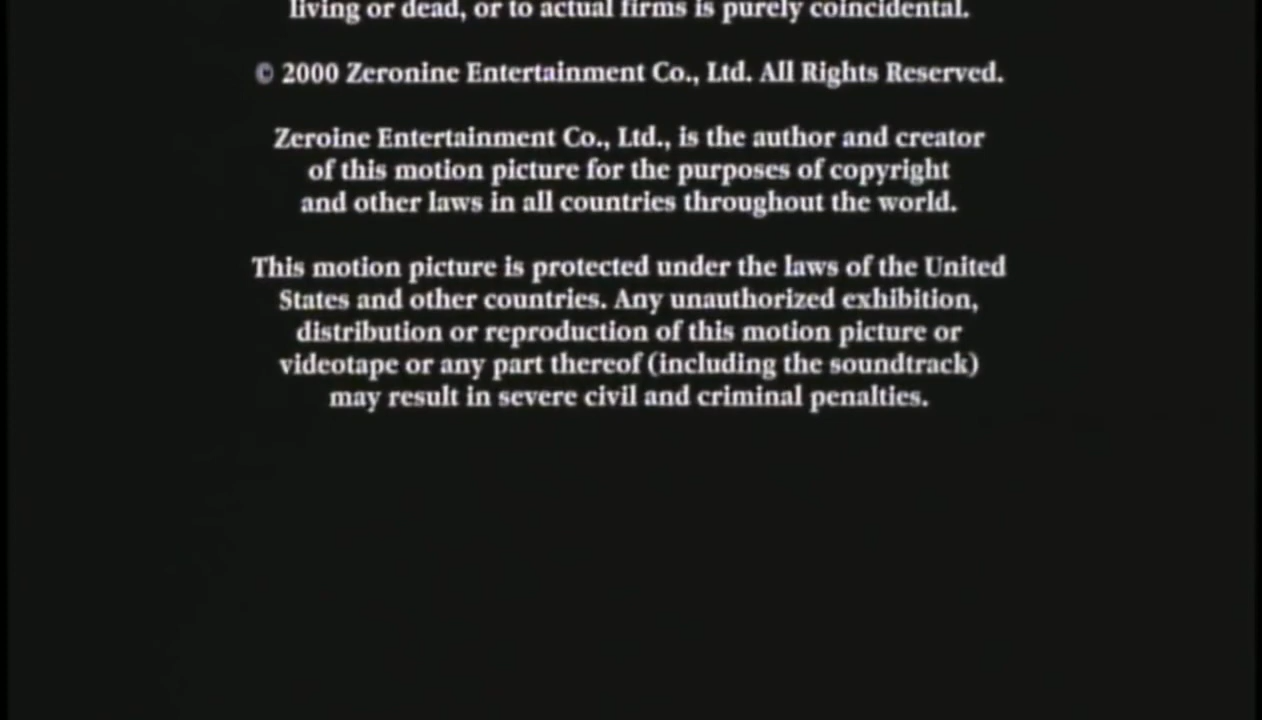 living or dead, or to actual firms is purely coincidental.
© 2000 Zeronine Entertainment Co., Ltd. All Rights Reserved.
Zeroine Entertainment Co., Ltd., is the author and creator
of this motion picture for the purposes of copyright
and other laws in all countries throughout the world.
This motion picture is protected under the laws of the United
States and other countries. Any unauthorized exhibition,
distribution or reproduction of this motion picture or
videotape or any part thereof (including the soundtrack)
may result in severe civil and criminal penalties.